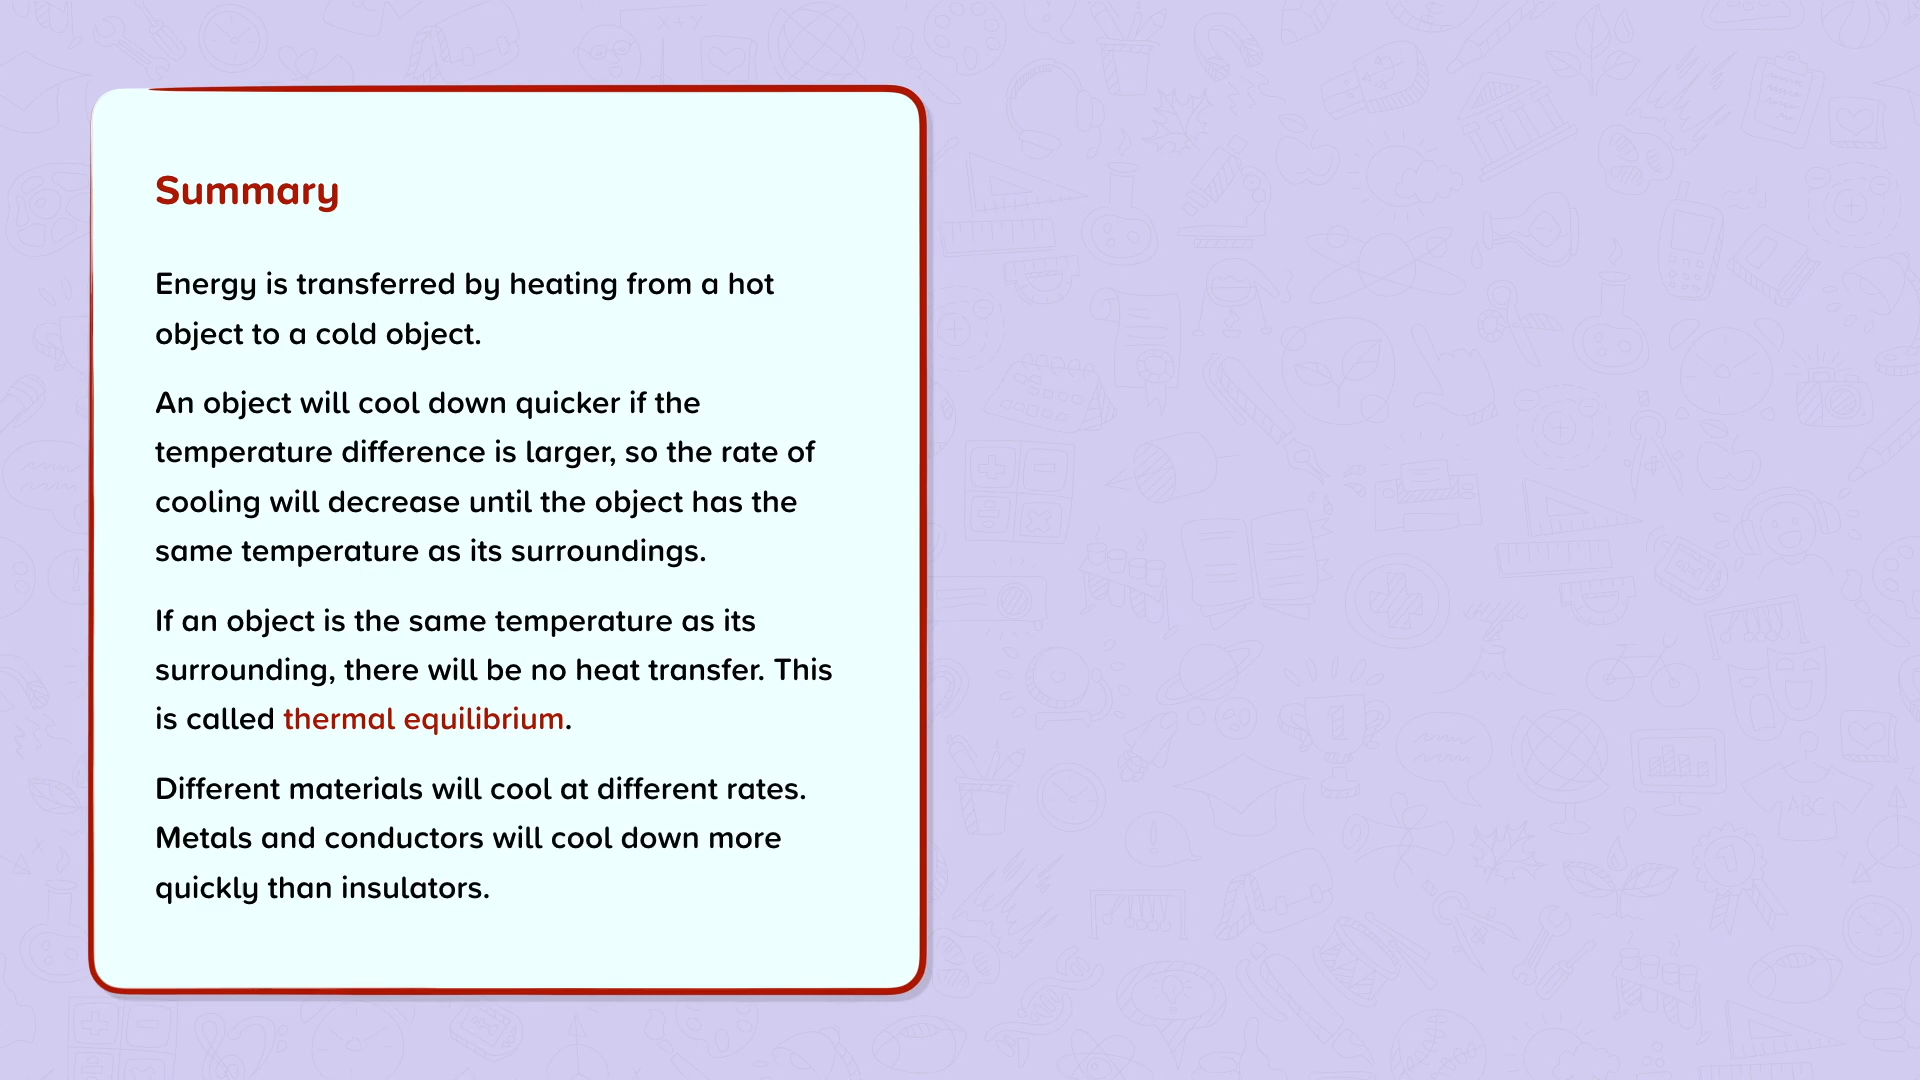 Summary
Energy is transferred by heating from a hot
object to a cold object.
An object will cool down quicker if the
temperature difference is larger, so the rate of
cooling will decrease until the object has the
same temperature as its surroundings.
If an object is the same temperature as its
surrounding, there will be no heat transfer. This
is called thermal equilibrium.
Different materials will cool at different rates.
Metals and conductors will cool down more
quickly than insulators.
X+Y
ABC